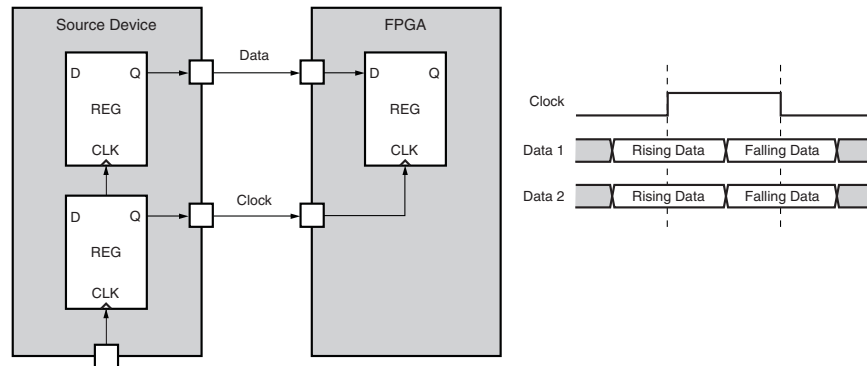 Source Device
FPGA
Data
D
Q
REG
CLK
D
Q
REG
CLK
Clock
D
Q
REG
CLK
Clock
Data 1
Rising Data
Falling Data
Data 2
Rising Data
Falling Data